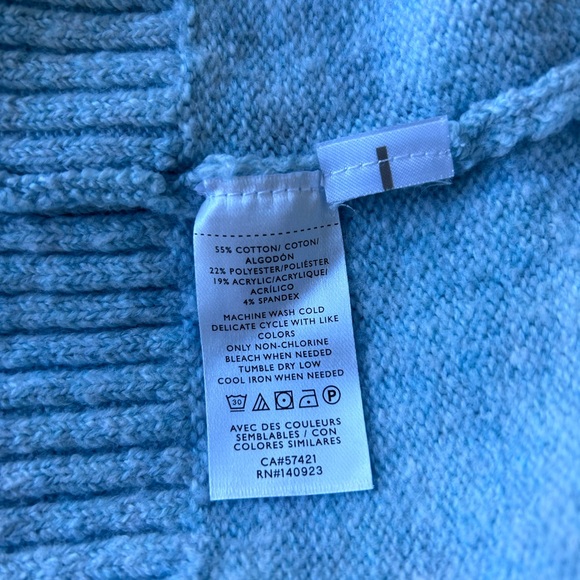 55% COTTON/ COTON/
ALGODÓN
22% POLYESTER/POLIÉSTER
19% ACRYLIC/ACRYLIQUE/
ACRÍLICO
4% SPANDEX
MACHINE WASH COLD
DELICATE CYCLE WITH LIKE
COLORS
ONLY NON-CHLORINE
BLEACH WHEN NEEDED
TUMBLE DRY LOW
COOL IRON WHEN NEEDED
30 P
AVEC DES COULEURS
SEMBLABLES / CON
COLORES SIMILARES
CA#57421
RN#140923